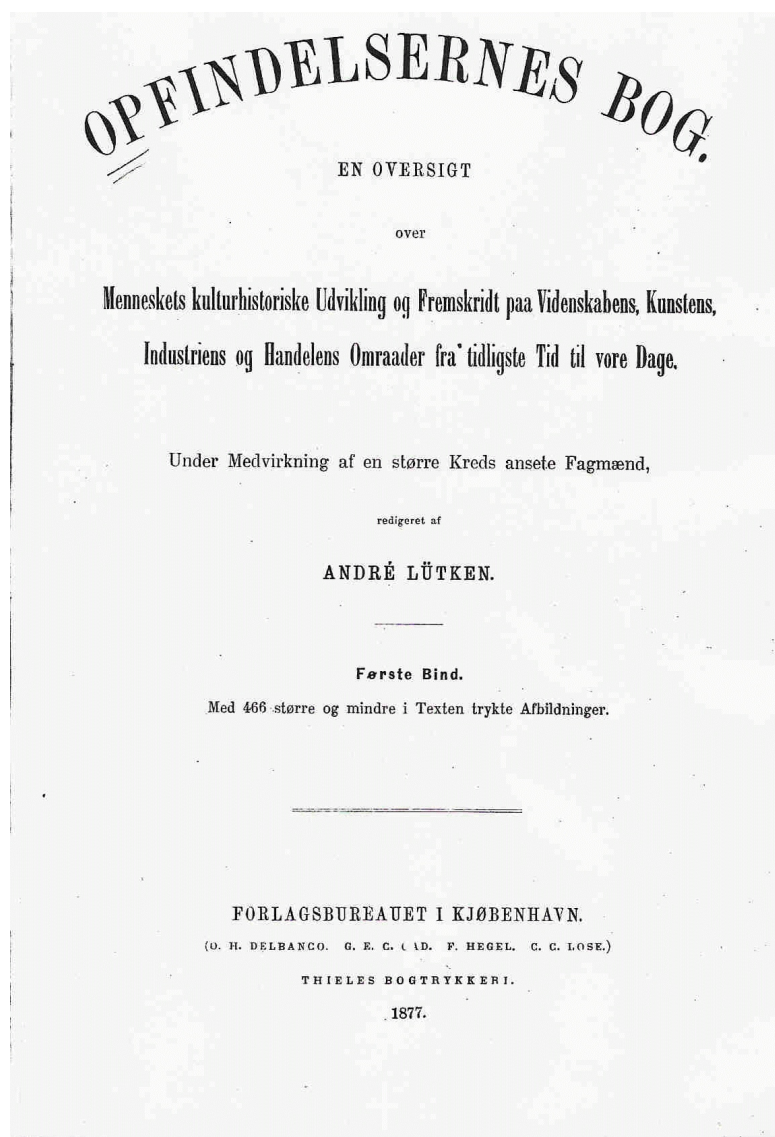 OPFINDELSERNES BOG.
EN OVERSIGT
over
Menneskets kulturhistoriske Udvikling og Fremskridt paa Videnskabens, Kunstens,
Industriens og Handelens Omraader fra tidligste Tid til vore Dage.
Under Medvirkning af en større Kreds ansete Fagmænd,
redigeret af
ANDRÉ LÜTKEN.
Første Bind.
Med 466 større og mindre i Texten trykte Afbildninger.
FORLAGSBUREAUET I KJØBENHAVN.
(O. H. DELBANCO. G. E. C. F. HEGEL. C. C. LOSE.)
THIELES BOGTRYKKERI.
1877.